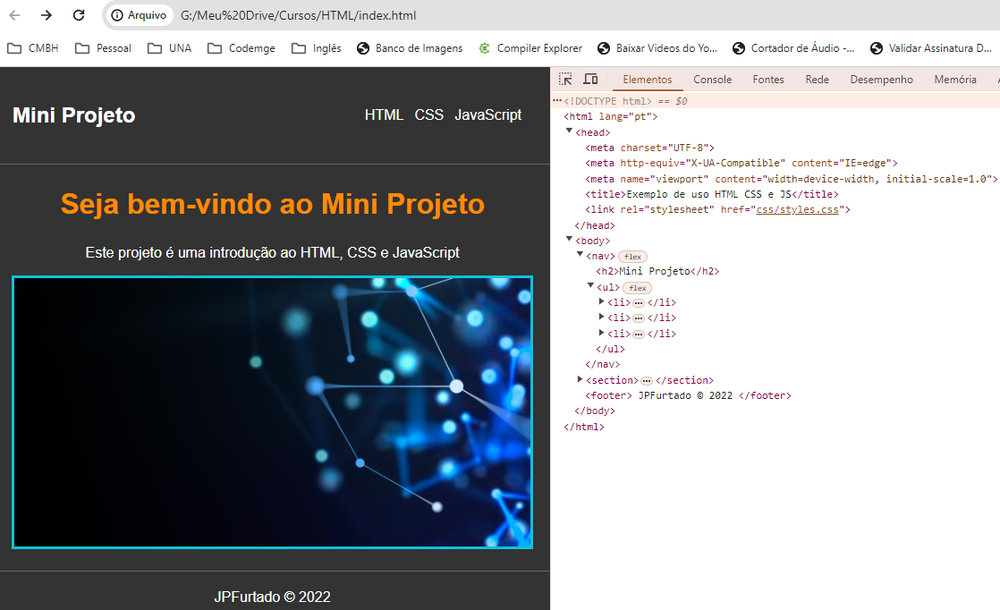 Arquivo G:/Meu%20Drive/Cursos/HTML/index.html
CMBH Pessoal UNA Codemge Inglês Banco de Imagens Compiler Explorer Baixar Videos do Yo... Cortador de Áudio -... Validar Assinatura D...
Mini Projeto
HTML CSS JavaScript
Seja bem-vindo ao Mini Projeto
Este projeto é uma introdução ao HTML, CSS e JavaScript
JPFurtado © 2022
Elementos Console Fontes Rede Desempenho Memória
<!DOCTYPE html> == $0
<html lang="pt">
<head>
<meta charset="UTF-8">
<meta http-equiv="X-UA-Compatible" content="IE=edge">
<meta name="viewport" content="width=device-width, initial-scale=1.0">
<title>Exemplo de uso HTML CSS e JS</title>
<link rel="stylesheet" href="css/styles.css">
</head>
<body>
<nav> flex
<h2>Mini Projeto</h2>
<ul> flex
<li>…</li>
<li>…</li>
<li>…</li>
</ul>
</nav>
<section>…</section>
<footer> JPFurtado © 2022 </footer>
</body>
</html>